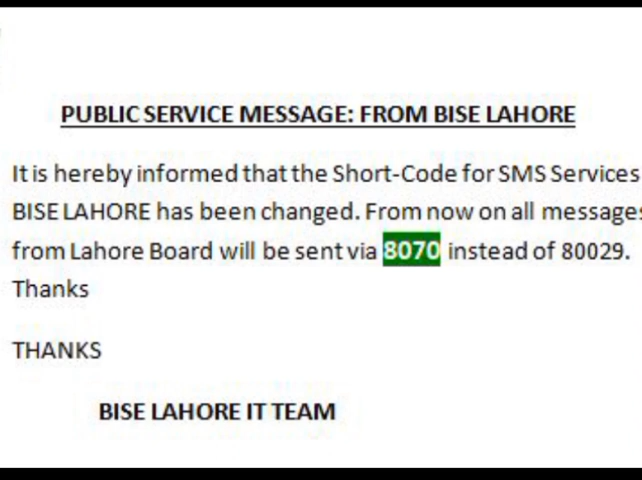 PUBLIC SERVICE MESSAGE: FROM BISE LAHORE
It is hereby informed that the Short-Code for SMS Services
BISE LAHORE has been changed. From now on all messages
from Lahore Board will be sent via 8070 instead of 80029.
Thanks
THANKS
BISE LAHORE IT TEAM